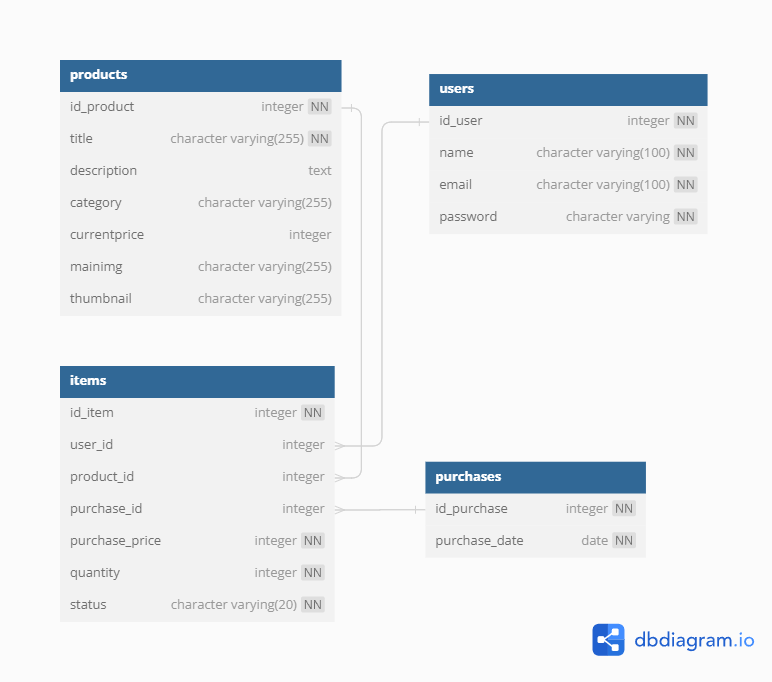 products
id_product integer NN
title character varying(255) NN
description text
category character varying(255)
currentprice integer
mainimg character varying(255)
thumbnail character varying(255)
users
id_user integer NN
name character varying(100) NN
email character varying(100) NN
password character varying NN
items
id_item integer NN
user_id integer
product_id integer
purchase_id integer
purchase_price integer NN
quantity integer NN
status character varying(20) NN
purchases
id_purchase integer NN
purchase_date date NN
dbdiagram.io